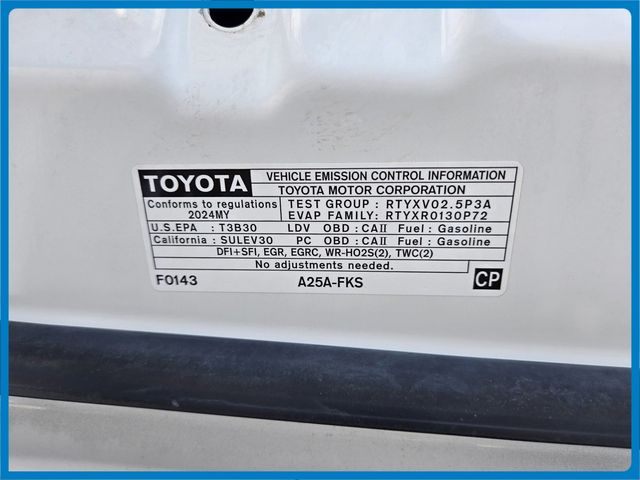 TOYOTA VEHICLE EMISSION CONTROL INFORMATION
TOYOTA MOTOR CORPORATION
Conforms to regulations TEST GROUP : RTYXV02.5P3A
2024MY EVAP FAMILY: RTYXR0130P72
U.S.EPA : T3B30 LDV OBD : CAII Fuel : Gasoline
California : SULEV30 PC OBD : CAII Fuel : Gasoline
DFI+SFI, EGR, EGRC, WR-HO2S(2), TWC(2)
No adjustments needed.
F0143 A25A-FKS CP